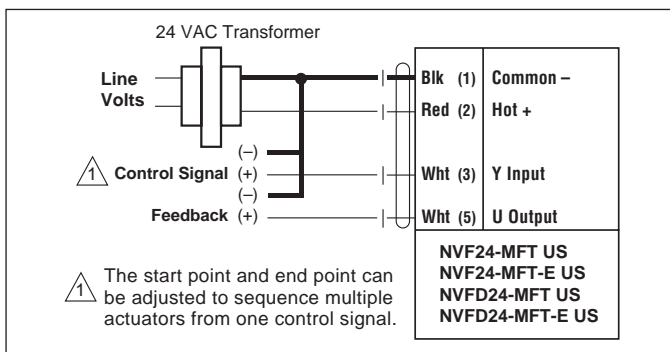 24 VAC Transformer
Line
Volts
Blk (1) Common –
Red (2) Hot +
(–)
1 Control Signal (+)
Wht (3) Y Input
(–)
Feedback (+)
Wht (5) U Output
1 The start point and end point can
be adjusted to sequence multiple
actuators from one control signal.
NVF24-MFT US
NVF24-MFT-E US
NVFD24-MFT US
NVFD24-MFT-E US